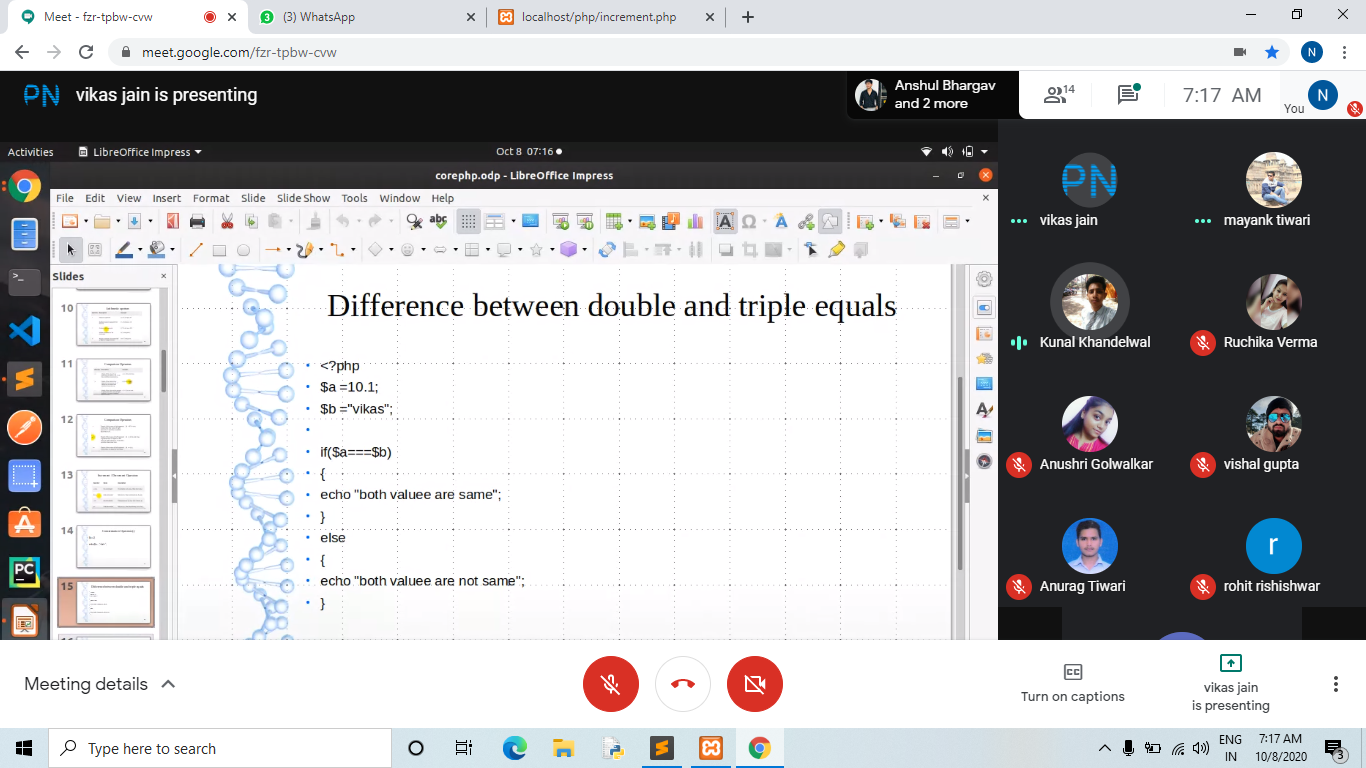 Meet - fzr-tpbw-cvw
3 (3) WhatsApp
localhost/php/increment.php
meet.google.com/fzr-tpbw-cvw
N
PN vikas jain is presenting
Anshul Bhargav
and 2 more
14
7:17 AM
You
N
Activities
LibreOffice Impress
Oct 8 07:16
corephp.odp - LibreOffice Impress
File Edit View Insert Format Slide Slide Show Tools Window Help
Slides
10
11
12
13
14
15
Difference between double and triple equals
<?php
$a =10.1;
$b ="vikas";
if($a===$b)
{
echo "both valuee are same";
}
else
{
echo "both valuee are not same";
}
PN
vikas jain
mayank tiwari
Kunal Khandelwal
Ruchika Verma
Anushri Golwalkar
vishal gupta
r
Anurag Tiwari
rohit rishishwar
Meeting details
Turn on captions
vikas jain
is presenting
Type here to search
ENG
IN
7:17 AM
10/8/2020
3